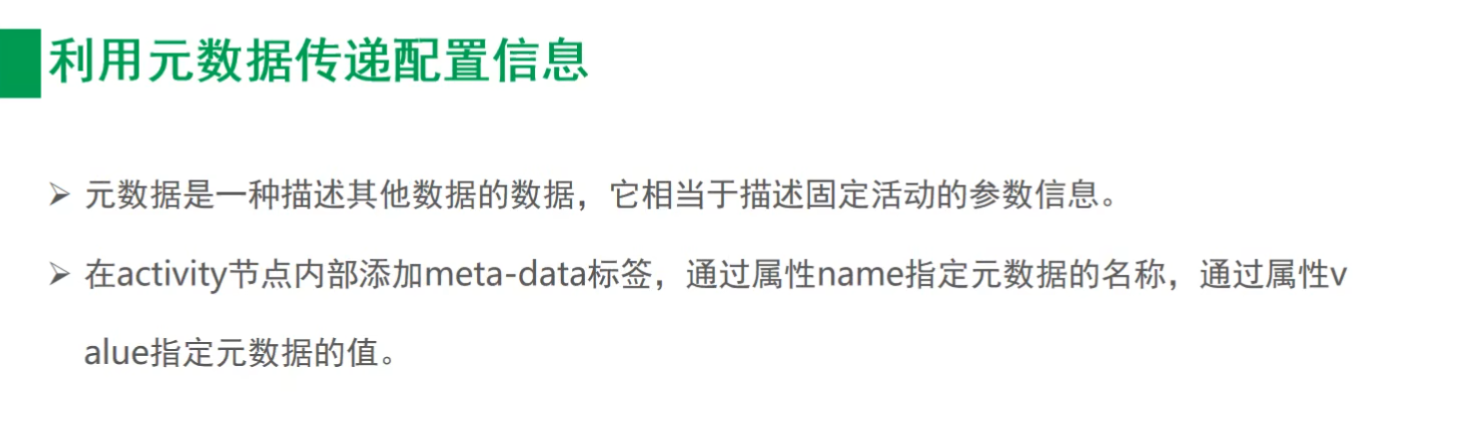 利用元数据传递配置信息
➢ 元数据是一种描述其他数据的数据，它相当于描述固定活动的参数信息。
➢ 在activity节点内部添加meta-data标签，通过属性name指定元数据的名称，通过属性v
alue指定元数据的值。